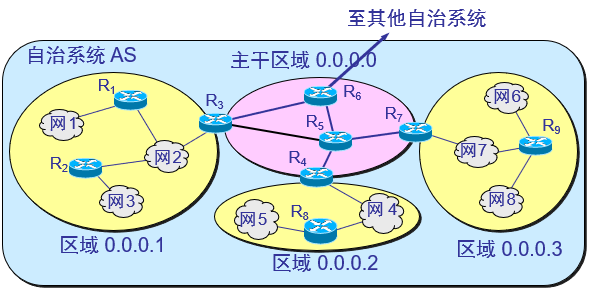 至其他自治系统
自治系统 AS
主干区域 0.0.0.0
R1
网1
R2
网2
网3
区域 0.0.0.1
R3
R6
R5
R7
R4
网5
R8
网4
区域 0.0.0.2
网6
R9
网7
网8
区域 0.0.0.3